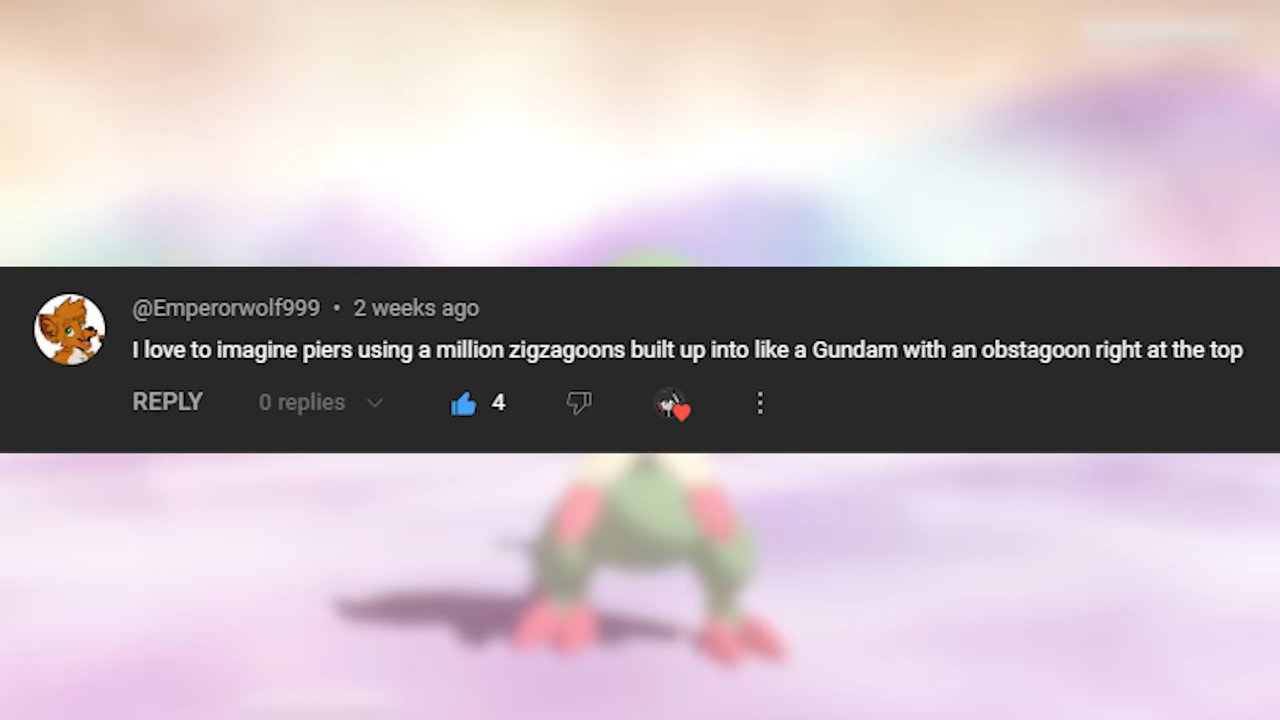 @Emperorwolf999 • 2 weeks ago
I love to imagine piers using a million zigzagoons built up into like a Gundam with an obstagoon right at the top
REPLY 0 replies 4